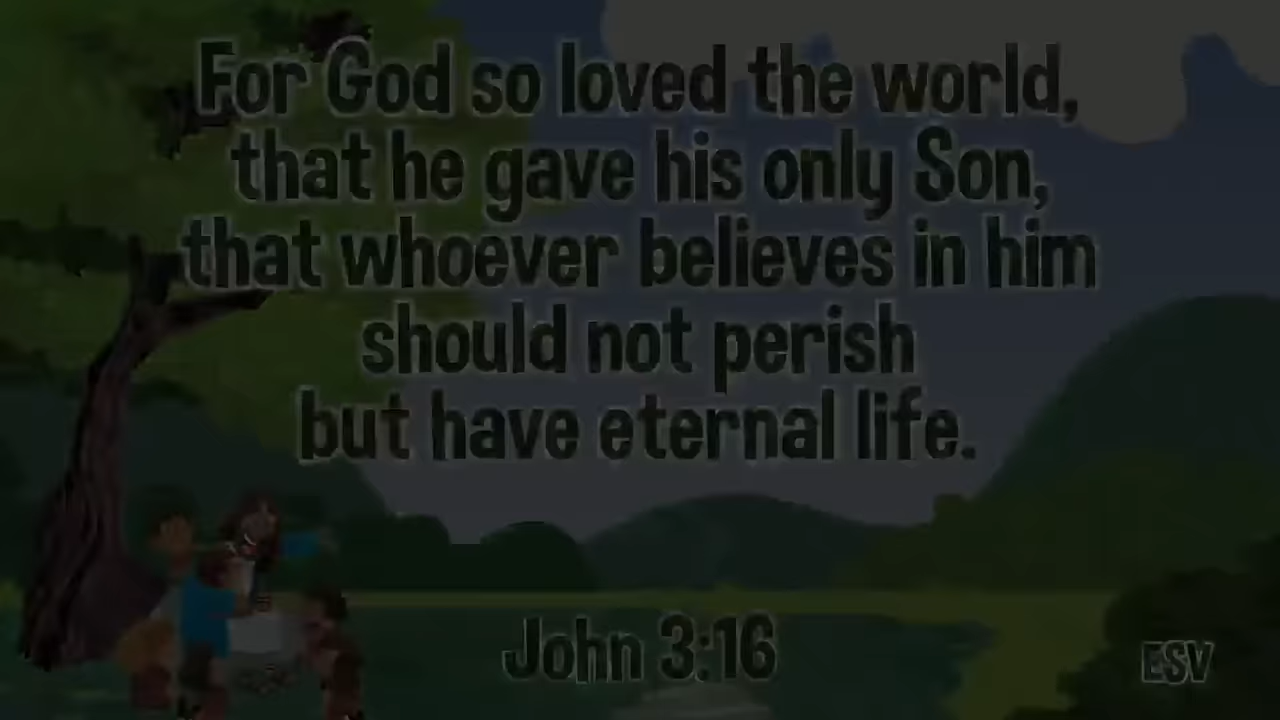 For God so loved the world,
that he gave his only Son,
that whoever believes in him
should not perish
but have eternal life.
John 3:16
ESV